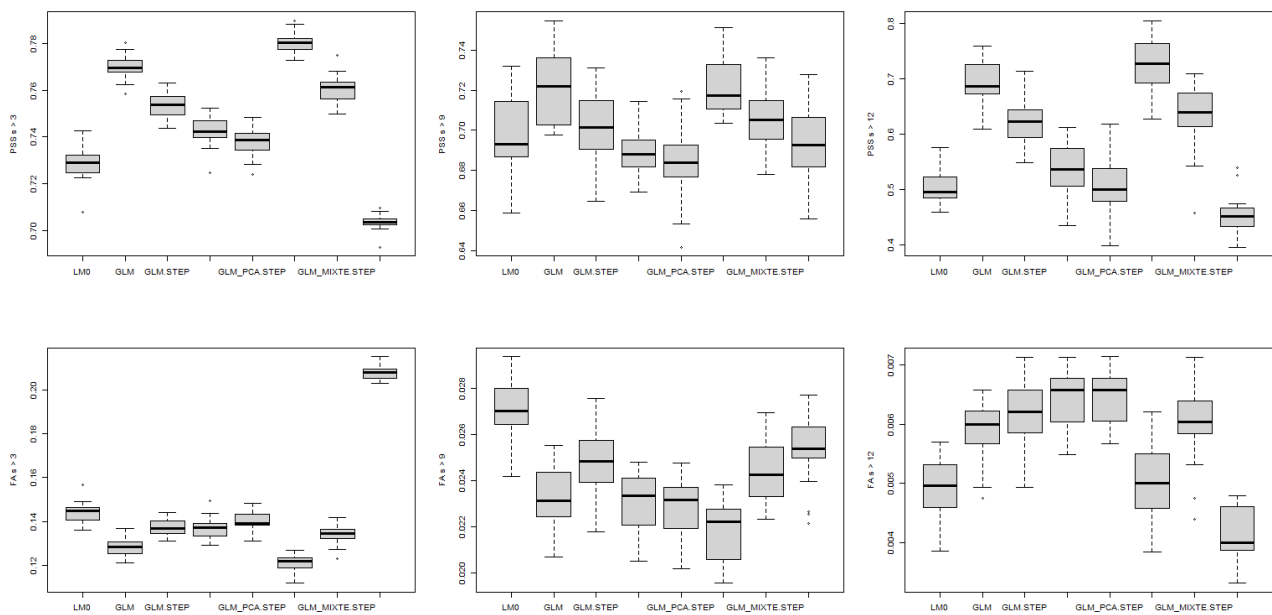 PSS s > 3
0.70
0.72
0.74
0.76
0.78
LM0 GLM GLM.STEP GLM_PCA.STEP GLM_MIXTE.STEP
PSS s > 9
0.64
0.66
0.68
0.70
0.72
0.74
LM0 GLM GLM.STEP GLM_PCA.STEP GLM_MIXTE.STEP
PSS s > 12
0.4
0.5
0.6
0.7
0.8
LM0 GLM GLM.STEP GLM_PCA.STEP GLM_MIXTE.STEP
FA s > 3
0.12
0.14
0.16
0.18
0.20
LM0 GLM GLM.STEP GLM_PCA.STEP GLM_MIXTE.STEP
FA s > 9
0.020
0.022
0.024
0.026
0.028
LM0 GLM GLM.STEP GLM_PCA.STEP GLM_MIXTE.STEP
FA s > 12
0.004
0.005
0.006
0.007
LM0 GLM GLM.STEP GLM_PCA.STEP GLM_MIXTE.STEP